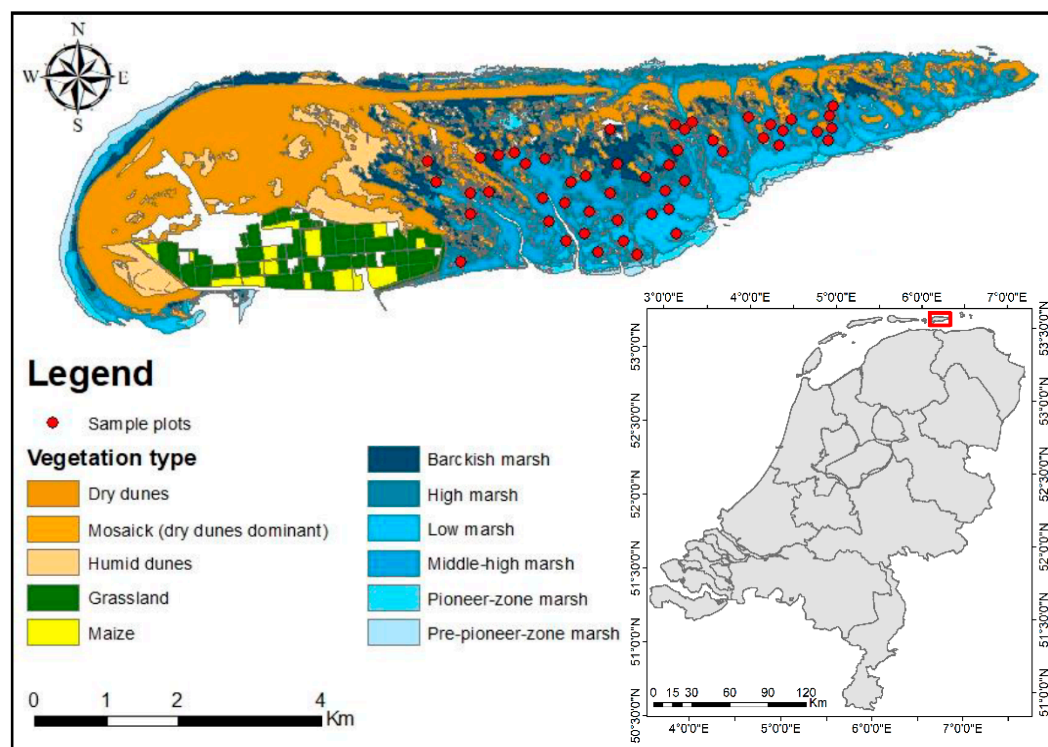 N
W E
S
Legend
Sample plots
Vegetation type
Dry dunes
Mosaick (dry dunes dominant)
Humid dunes
Grassland
Maize
Barckish marsh
High marsh
Low marsh
Middle-high marsh
Pioneer-zone marsh
Pre-pioneer-zone marsh
0 1 2 4
Km
3°0'0"E 4°0'0"E 5°0'0"E 6°0'0"E 7°0'0"E
53°0'0"N
52°30'0"N
52°0'0"N
51°30'0"N
51°0'0"N
50°30'0"N
53°30'0"N
53°0'0"N
52°30'0"N
52°0'0"N
51°30'0"N
51°0'0"N
0 15 30 60 90 120
Km
4°0'0"E 5°0'0"E 6°0'0"E 7°0'0"E